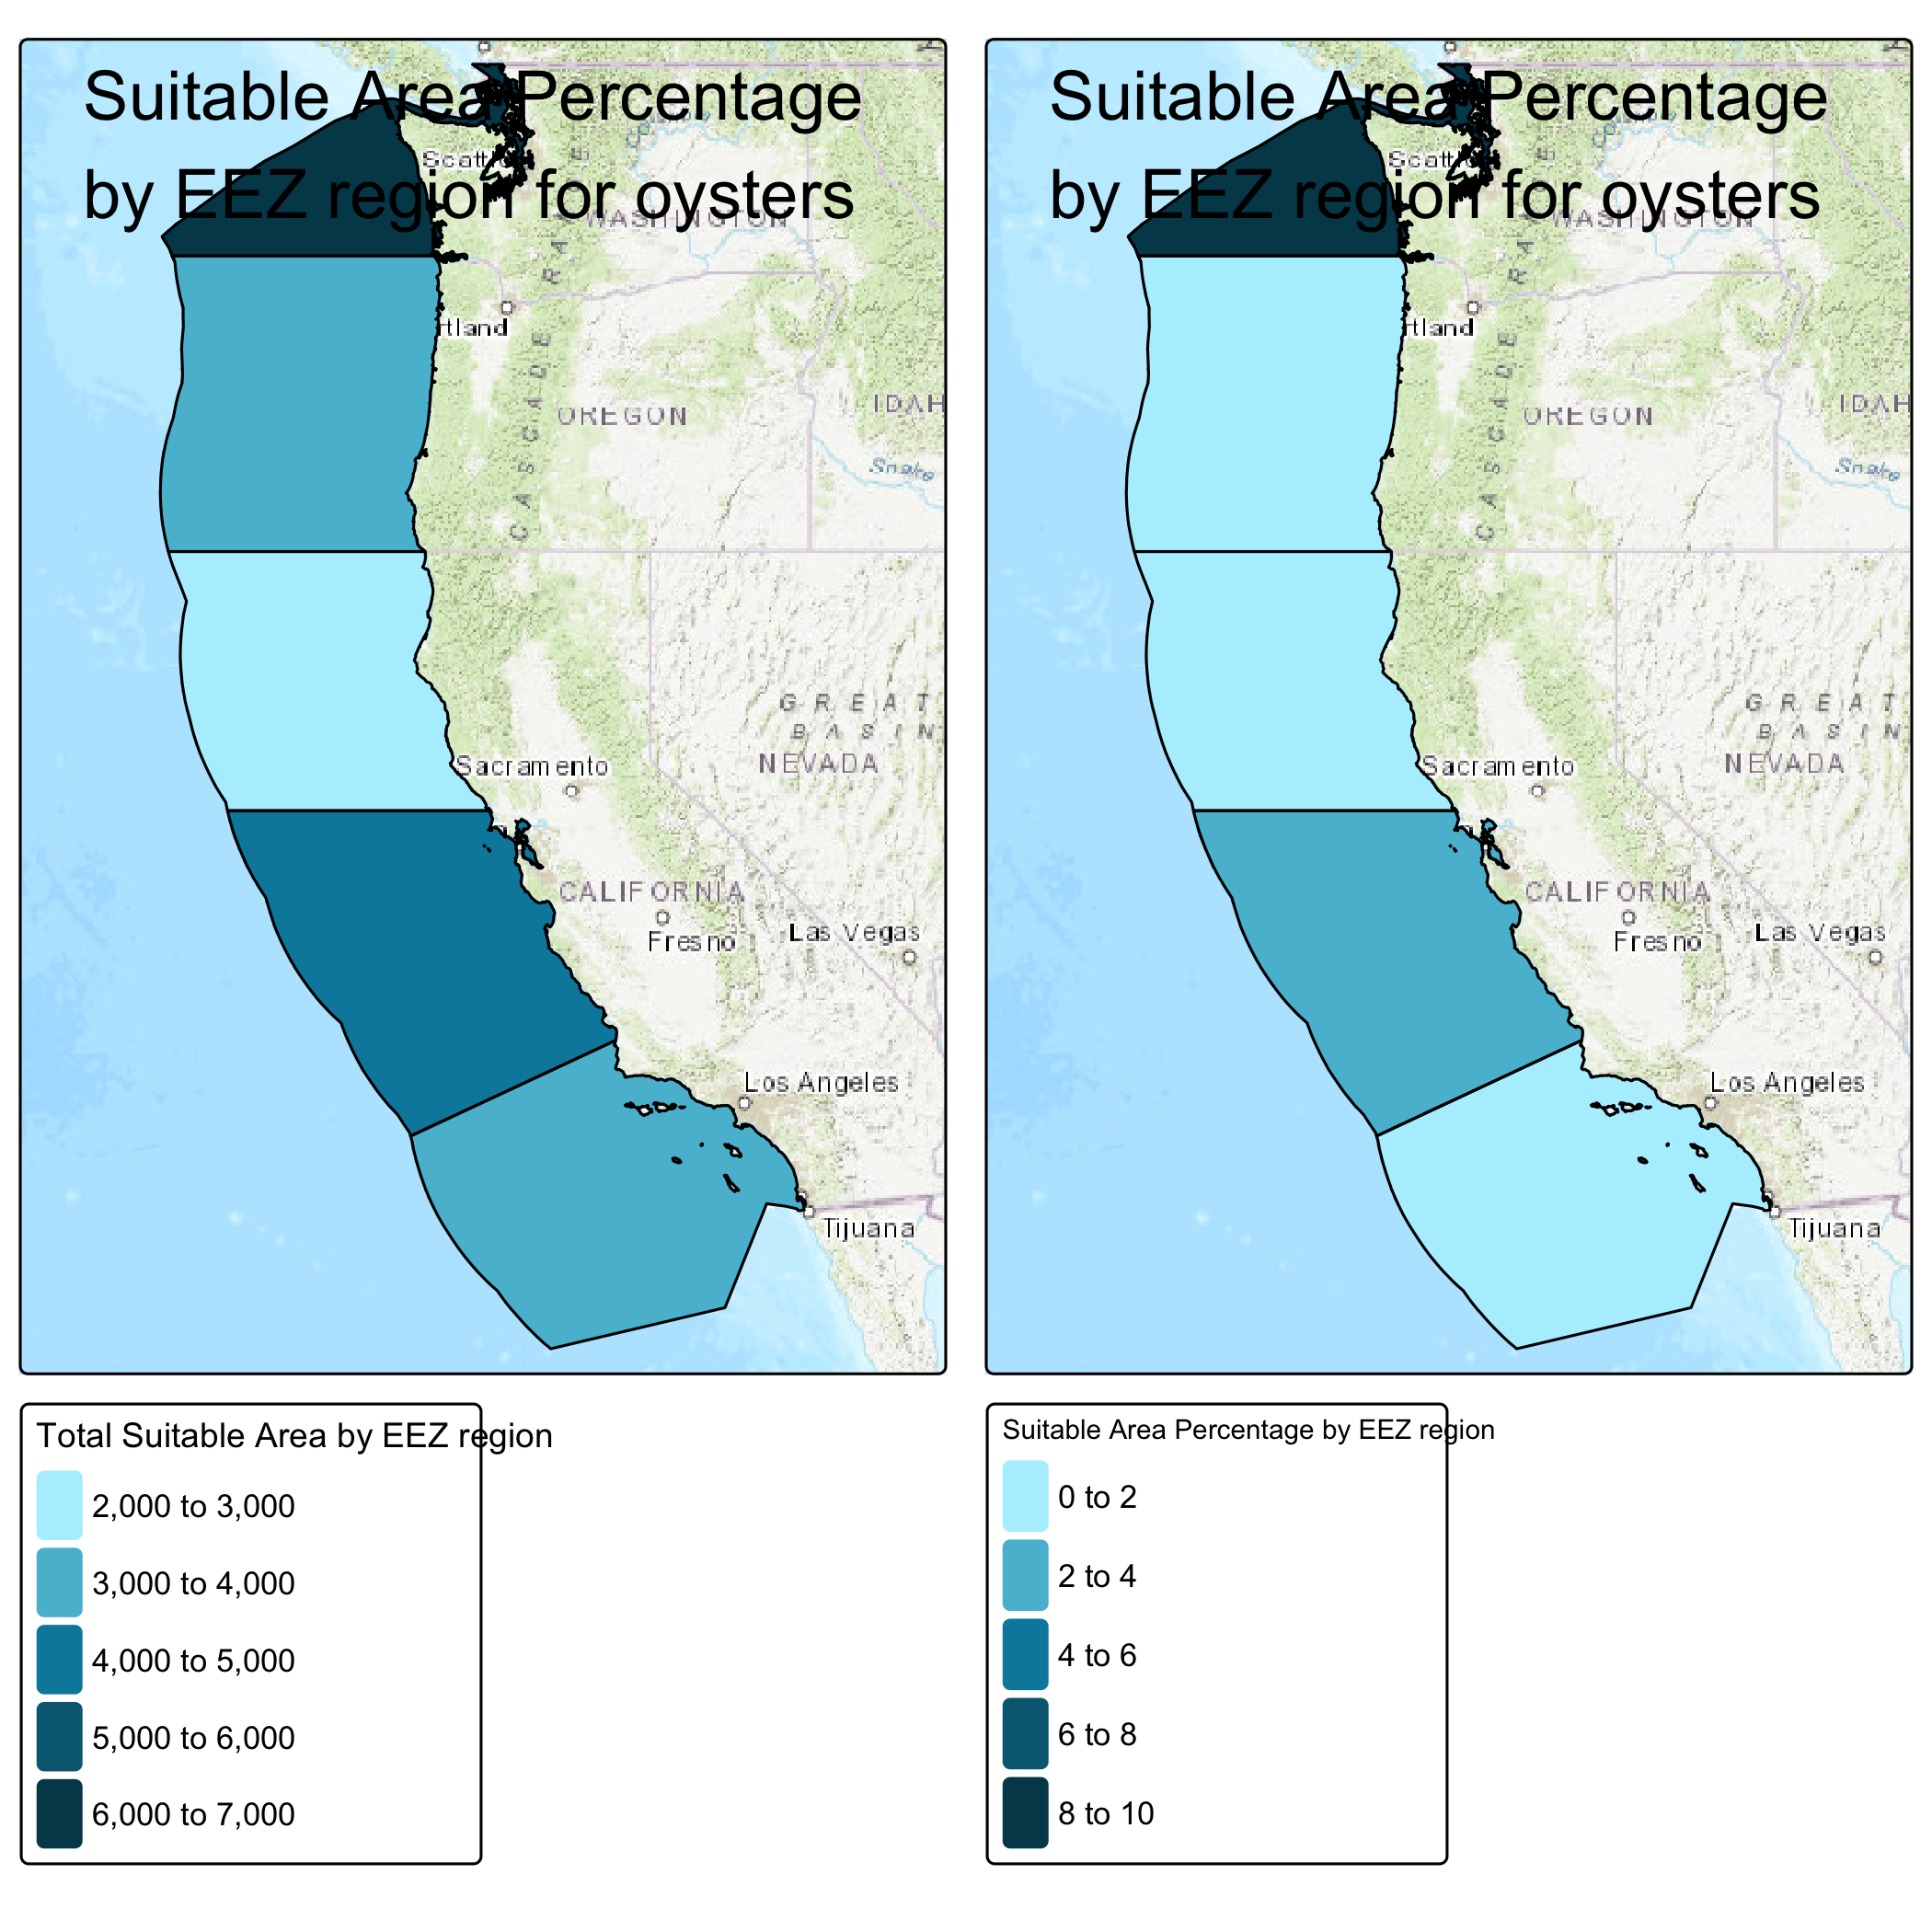 Suitable Area Percentage
by EEZ region for oysters
WASHINGTON
rtland
CASCADE RA E
OREGON
IDAH
Snake
GREAT
BASIN
NEVADA
Sacramento
CALIFORNIA
Fresno
Las Vegas
Los Angeles
Tijuana
Total Suitable Area by EEZ region
2,000 to 3,000
3,000 to 4,000
4,000 to 5,000
5,000 to 6,000
6,000 to 7,000
Suitable Area Percentage
by EEZ region for oysters
WASHINGTON
rtland
CASCADE RA E
OREGON
IDAH
Snake
GREAT
BASIN
NEVADA
Sacramento
CALIFORNIA
Fresno
Las Vegas
Los Angeles
Tijuana
Suitable Area Percentage by EEZ region
0 to 2
2 to 4
4 to 6
6 to 8
8 to 10